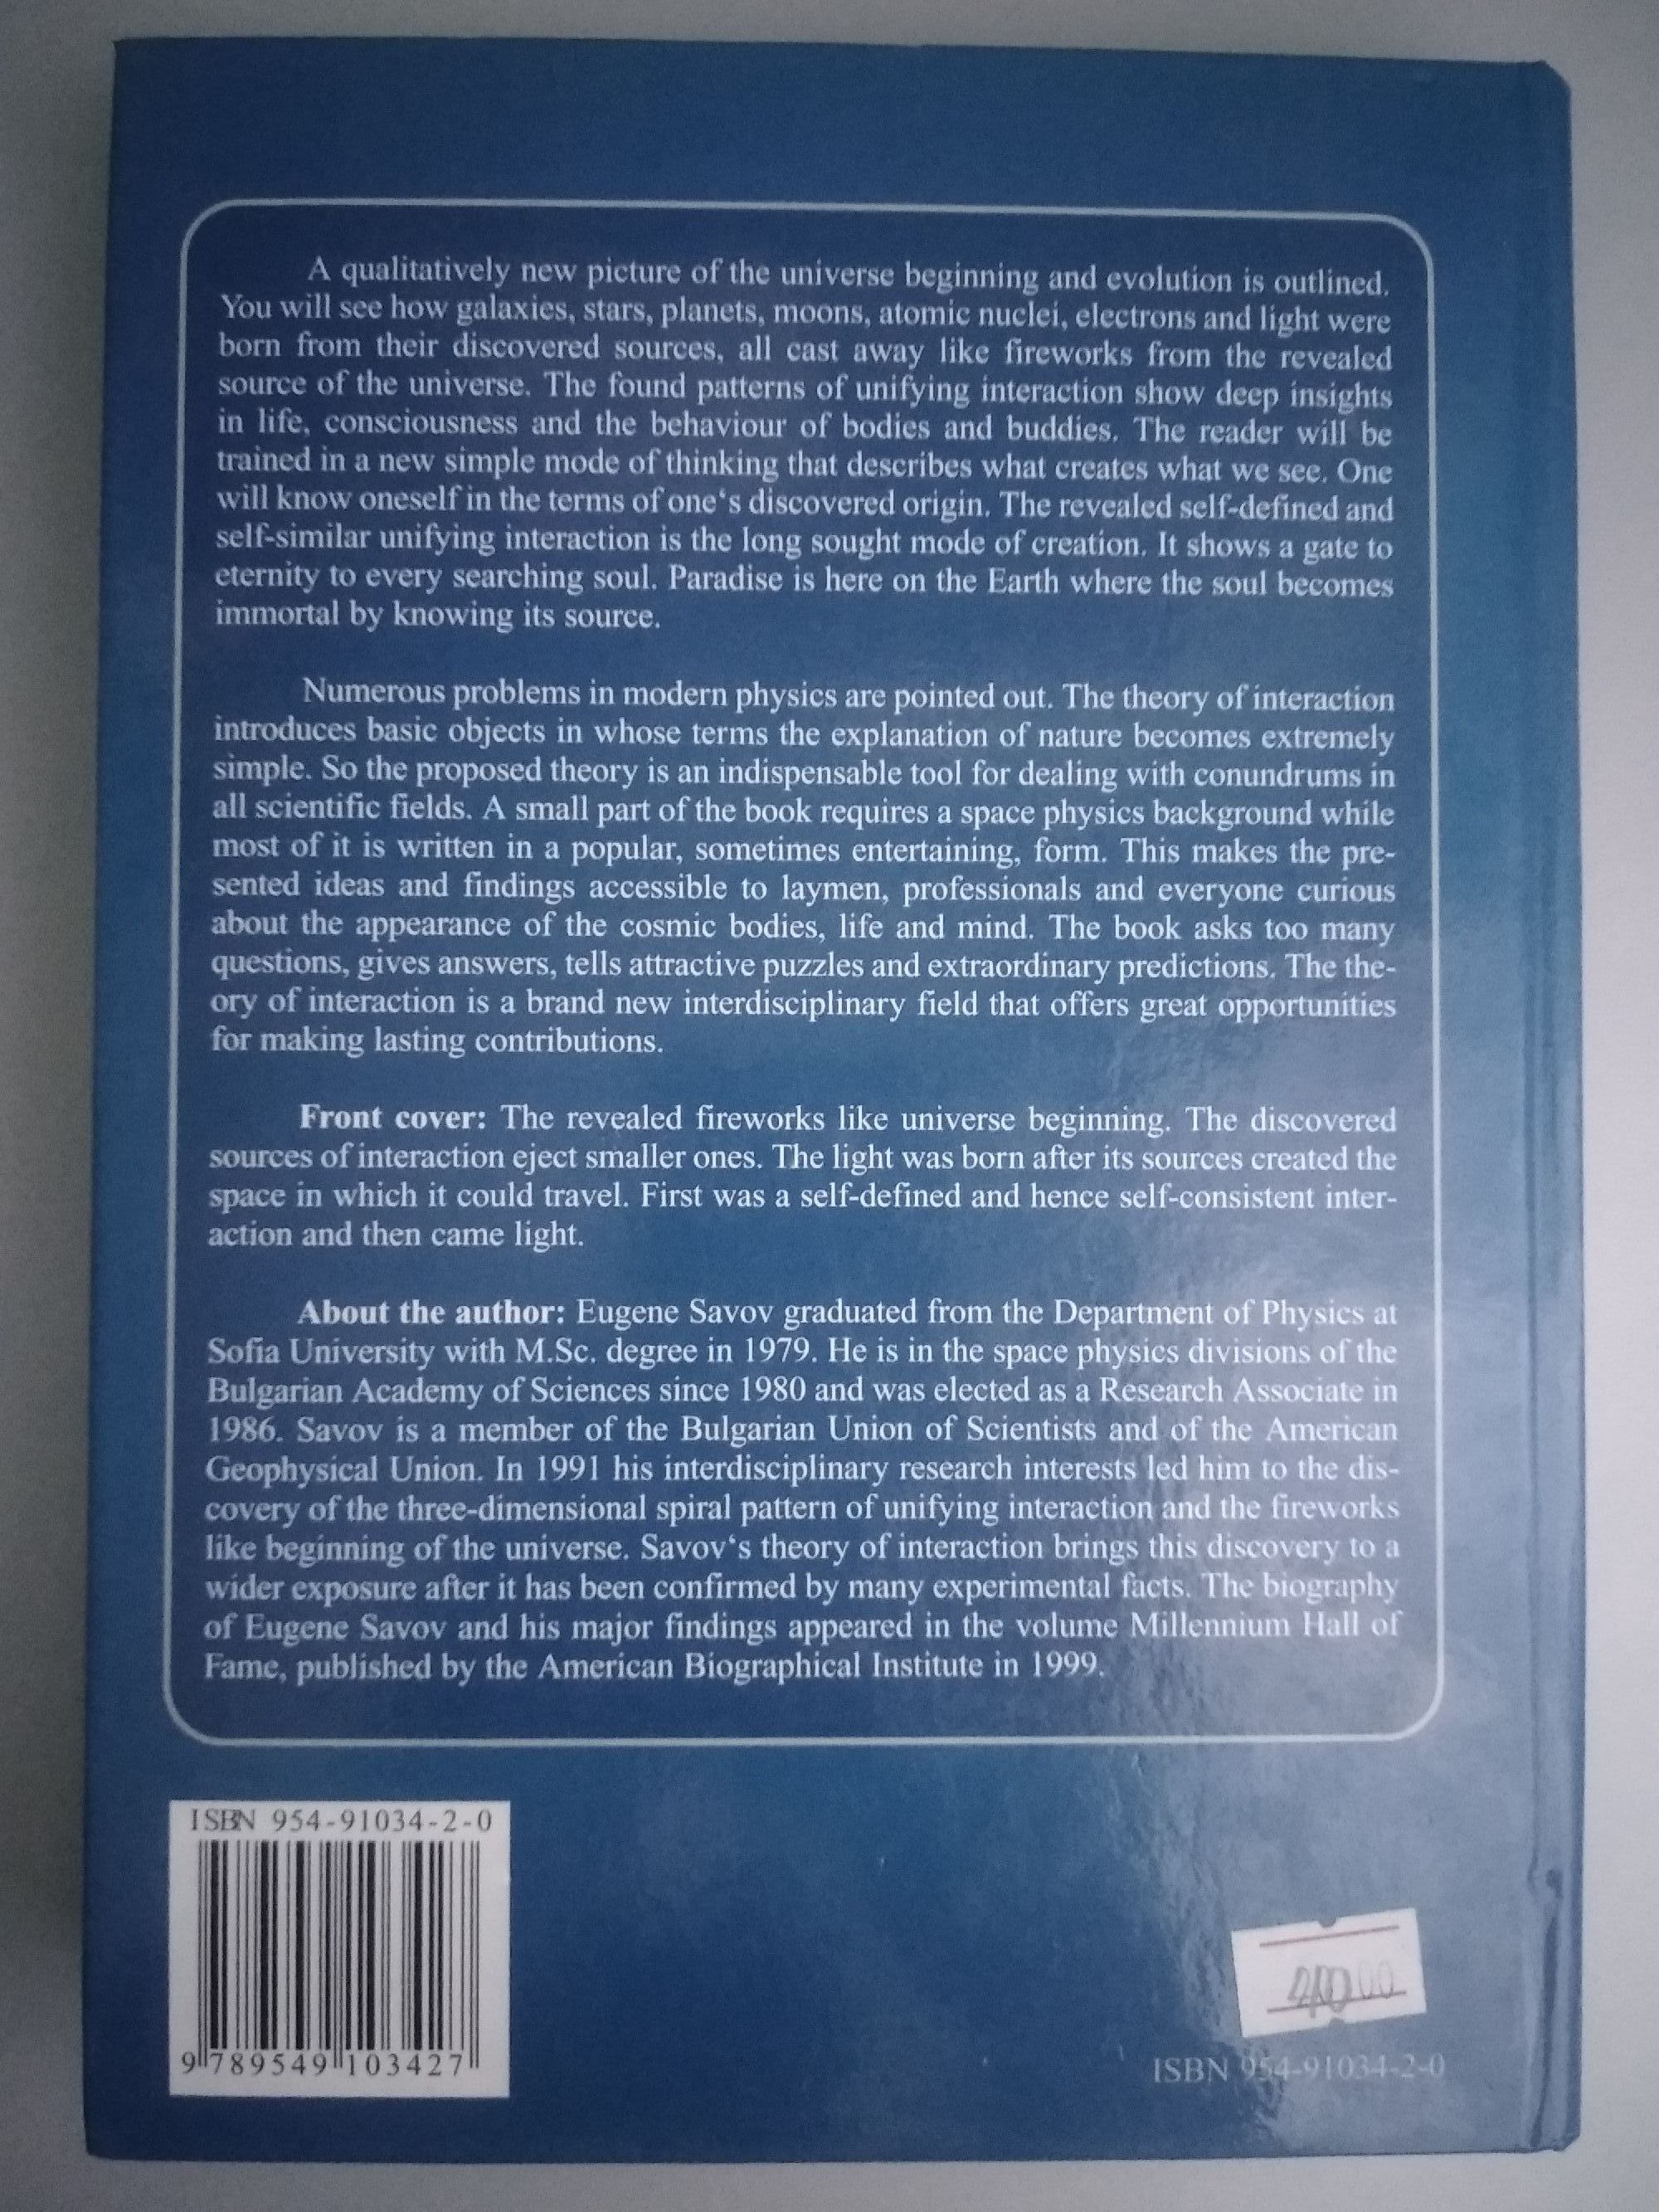 A qualitatively new picture of the universe beginning and evolution is outlined.
You will see how galaxies, stars, planets, moons, atomic nuclei, electrons and light were
born from their discovered sources, all cast away like fireworks from the revealed
source of the universe. The found patterns of unifying interaction show deep insights
in life, consciousness and the behaviour of bodies and buddies. The reader will be
trained in a new simple mode of thinking that describes what creates what we see. One
will know oneself in the terms of one‘s discovered origin. The revealed self-defined and
self-similar unifying interaction is the long sought mode of creation. It shows a gate to
eternity to every searching soul. Paradise is here on the Earth where the soul becomes
immortal by knowing its source.
Numerous problems in modern physics are pointed out. The theory of interaction
introduces basic objects in whose terms the explanation of nature becomes extremely
simple. So the proposed theory is an indispensable tool for dealing with conundrums in
all scientific fields. A small part of the book requires a space physics background while
most of it is written in a popular, sometimes entertaining, form. This makes the pre-
sented ideas and findings accessible to laymen, professionals and everyone curious
about the appearance of the cosmic bodies, life and mind. The book asks too many
questions, gives answers, tells attractive puzzles and extraordinary predictions. The the-
ory of interaction is a brand new interdisciplinary field that offers great opportunities
for making lasting contributions.
Front cover: The revealed fireworks like universe beginning. The discovered
sources of interaction eject smaller ones. The light was born after its sources created the
space in which it could travel. First was a self-defined and hence self-consistent inter-
action and then came light.
About the author: Eugene Savov graduated from the Department of Physics at
Sofia University with M.Sc. degree in 1979. He is in the space physics divisions of the
Bulgarian Academy of Sciences since 1980 and was elected as a Research Associate in
1986. Savov is a member of the Bulgarian Union of Scientists and of the American
Geophysical Union. In 1991 his interdisciplinary research interests led him to the dis-
covery of the three-dimensional spiral pattern of unifying interaction and the fireworks
like beginning of the universe. Savov‘s theory of interaction brings this discovery to a
wider exposure after it has been confirmed by many experimental facts. The biography
of Eugene Savov and his major findings appeared in the volume Millennium Hall of
Fame, published by the American Biographical Institute in 1999.
ISBN 954-91034-2-0
9 789549 103427
ISBN 954-91034-2-0